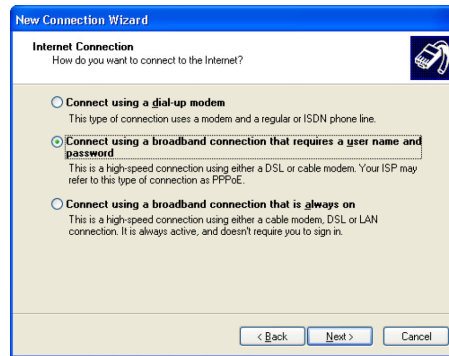 New Connection Wizard
Internet Connection
How do you want to connect to the Internet?
Connect using a dial-up modem
This type of connection uses a modem and a regular or ISDN phone line.
Connect using a broadband connection that requires a user name and
password
This is a high-speed connection using either a DSL or cable modem. Your ISP may
refer to this type of connection as PPPoE.
Connect using a broadband connection that is always on
This is a high-speed connection using either a cable modem, DSL or LAN
connection. It is always active, and doesn't require you to sign in.
< Back Next > Cancel